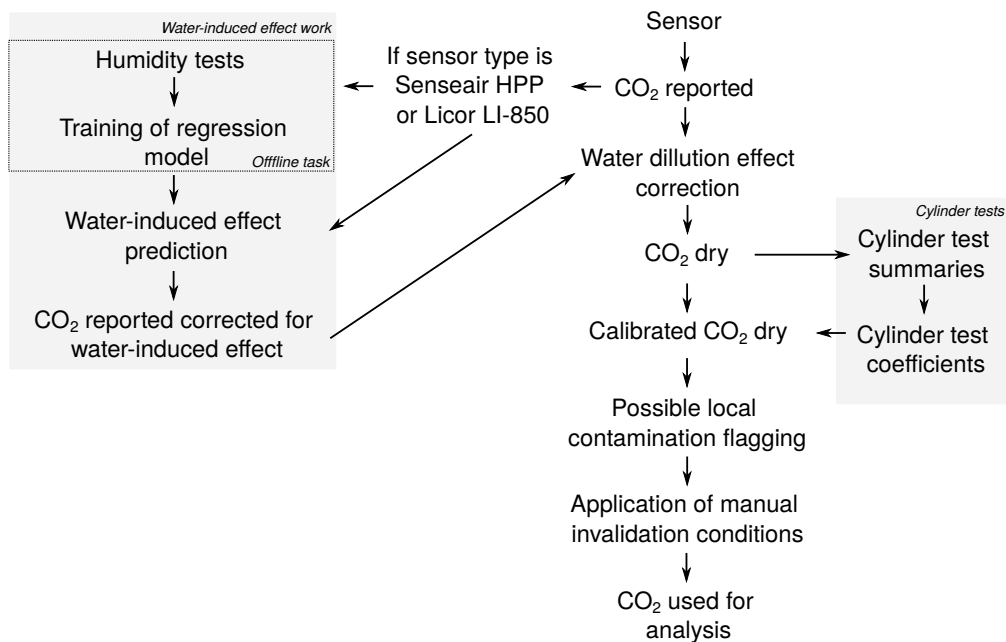 Water-induced effect work
Humidity tests
Training of regression
model
Offfline task
Water-induced effect
prediction
CO₂ reported corrected for
water-induced effect
If sensor type is
Senseair HPP
or Licor LI-850
Sensor
CO₂ reported
Water dillution effect
correction
CO₂ dry
Calibrated CO₂ dry
Possible local
contamination flagging
Application of manual
invalidation conditions
CO₂ used for
analysis
Cylinder tests
Cylinder test
summaries
Cylinder test
coefficients